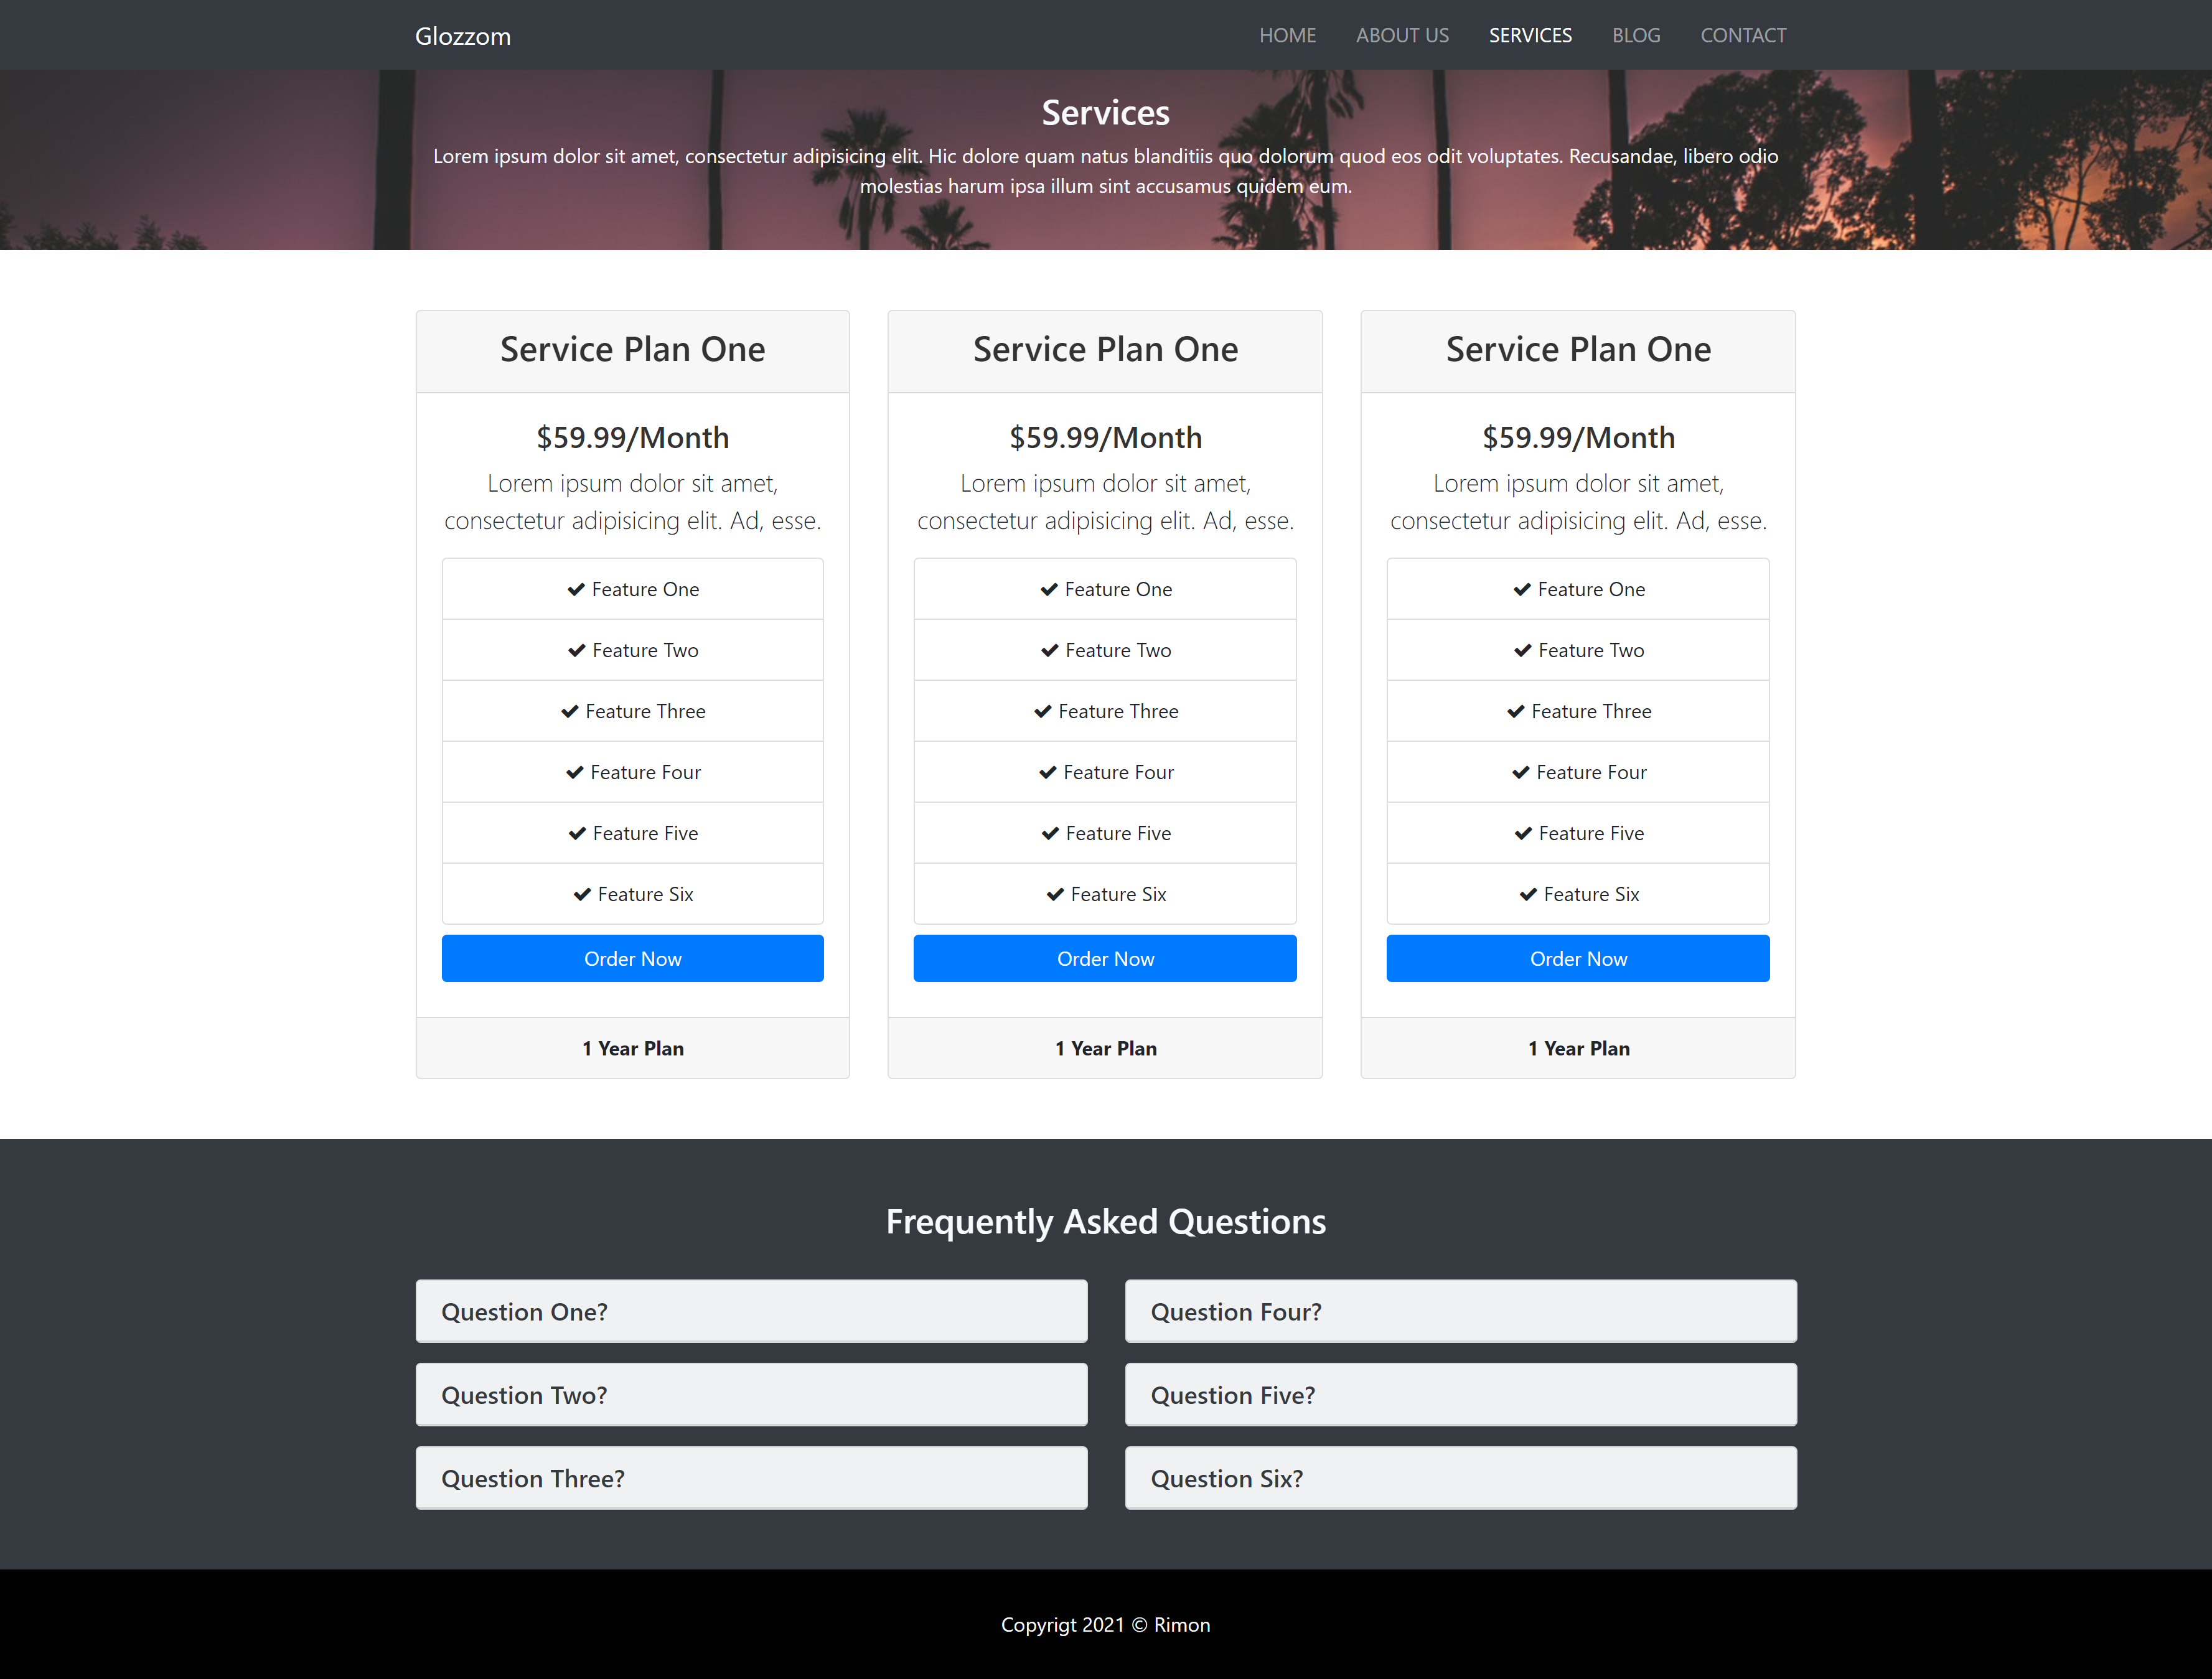 Glozzom
HOME ABOUT US SERVICES BLOG CONTACT
Services
Lorem ipsum dolor sit amet, consectetur adipisicing elit. Hic dolore quam natus blanditiis quo dolorum quod eos odit voluptates. Recusandae, libero odio
molestias harum ipsa illum sint accusamus quidem eum.
Service Plan One
$59.99/Month
Lorem ipsum dolor sit amet,
consectetur adipisicing elit. Ad, esse.
Feature One
Feature Two
Feature Three
Feature Four
Feature Five
Feature Six
Order Now
1 Year Plan
Service Plan One
$59.99/Month
Lorem ipsum dolor sit amet,
consectetur adipisicing elit. Ad, esse.
Feature One
Feature Two
Feature Three
Feature Four
Feature Five
Feature Six
Order Now
1 Year Plan
Service Plan One
$59.99/Month
Lorem ipsum dolor sit amet,
consectetur adipisicing elit. Ad, esse.
Feature One
Feature Two
Feature Three
Feature Four
Feature Five
Feature Six
Order Now
1 Year Plan
Frequently Asked Questions
Question One?
Question Two?
Question Three?
Question Four?
Question Five?
Question Six?
Copyrigt 2021 © Rimon